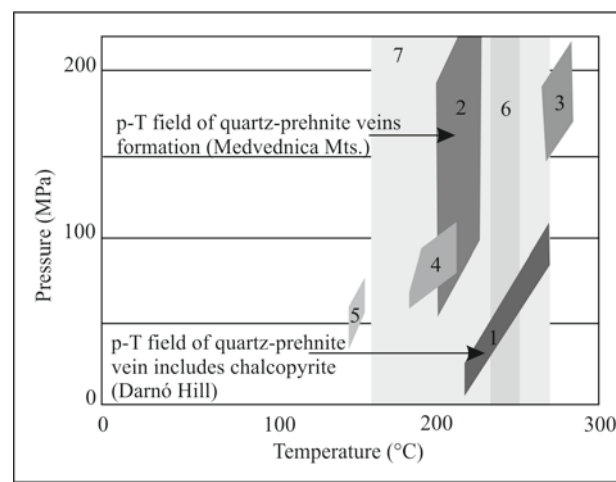 200
7
2
6
3
p-T field of quartz-prehnite veins
formation (Medvednica Mts.)
Pressure (MPa)
100
4
5
p-T field of quartz-prehnite
vein includes chalcopyrite
(Darnó Hill)
1
0
0
100
200
300
Temperature (°C)